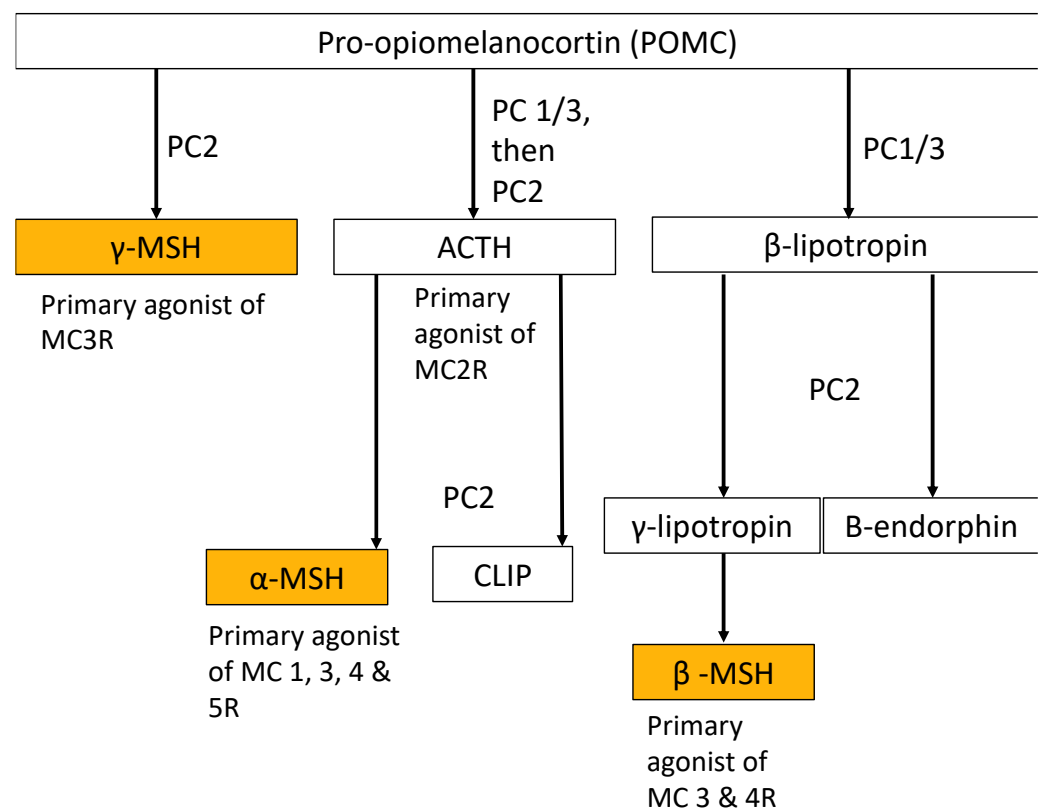 Pro-opiomelanocortin (POMC)
PC2
PC 1/3,
then
PC2
PC1/3
γ-MSH
ACTH
β-lipotropin
Primary agonist of
MC3R
Primary
agonist of
MC2R
PC2
PC2
γ-lipotropin
B-endorphin
α-MSH
CLIP
Primary agonist
of MC 1, 3, 4 &
5R
β -MSH
Primary
agonist of
MC 3 & 4R